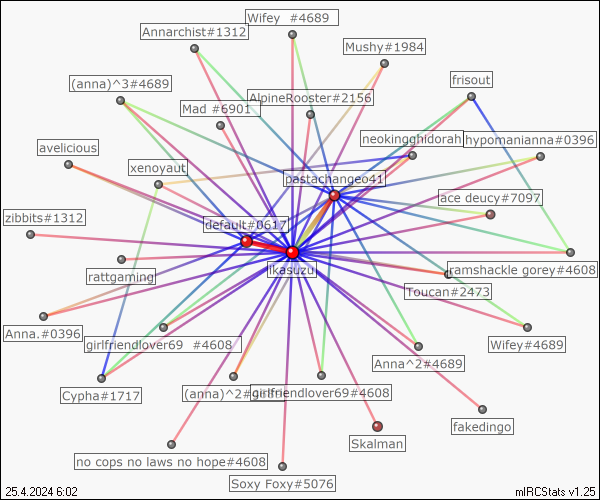 Wifey  #4689
Annarchist#1312
Mushy#1984
frisout
(anna)^3#4689
AlpineRooster#2156
Mad #6901
neokingghidorah
hypomanianna#0396
avelicious
xenoyaut
pastachange041
ace deucy#7097
zibbits#1312
default#0617
rattgaming
ikasuzu
ramshackle gorey#4608
Toucan#2473
Anna.#0396
girlfriendlover69  #4608
Wifey#4689
Anna^2#4689
Cypha#1717
(anna)^2#
girlfriendlover69#4608
fakedingo
Skalman
no cops no laws no hope#4608
Soxy Foxy#5076
25.4.2024 6:02
mIRCStats v1.25